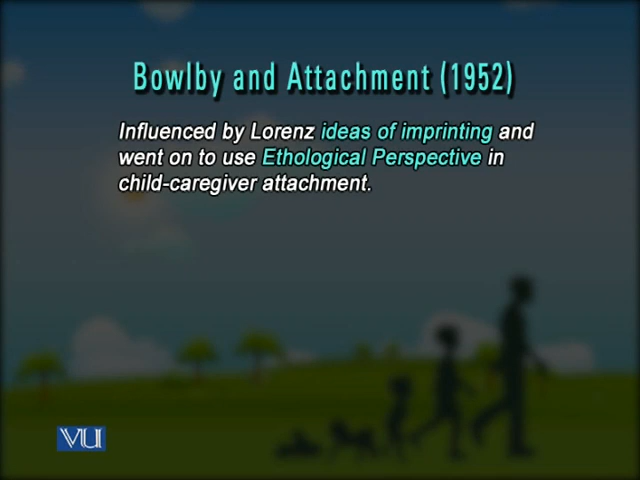 Bowlby and Attachment (1952)
Influenced by Lorenz ideas of imprinting and
went on to use Ethological Perspective in
child-caregiver attachment.
VU